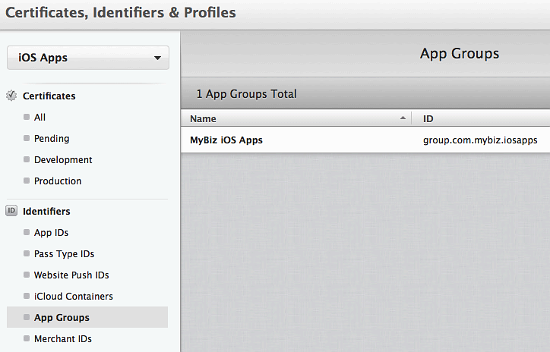 Certificates, Identifiers & Profiles
iOS Apps
Certificates
All
Pending
Development
Production
ID Identifiers
App IDs
Pass Type IDs
Website Push IDs
iCloud Containers
App Groups
Merchant IDs
App Groups
1 App Groups Total
Name ID
MyBiz iOS Apps group.com.mybiz.iosapps